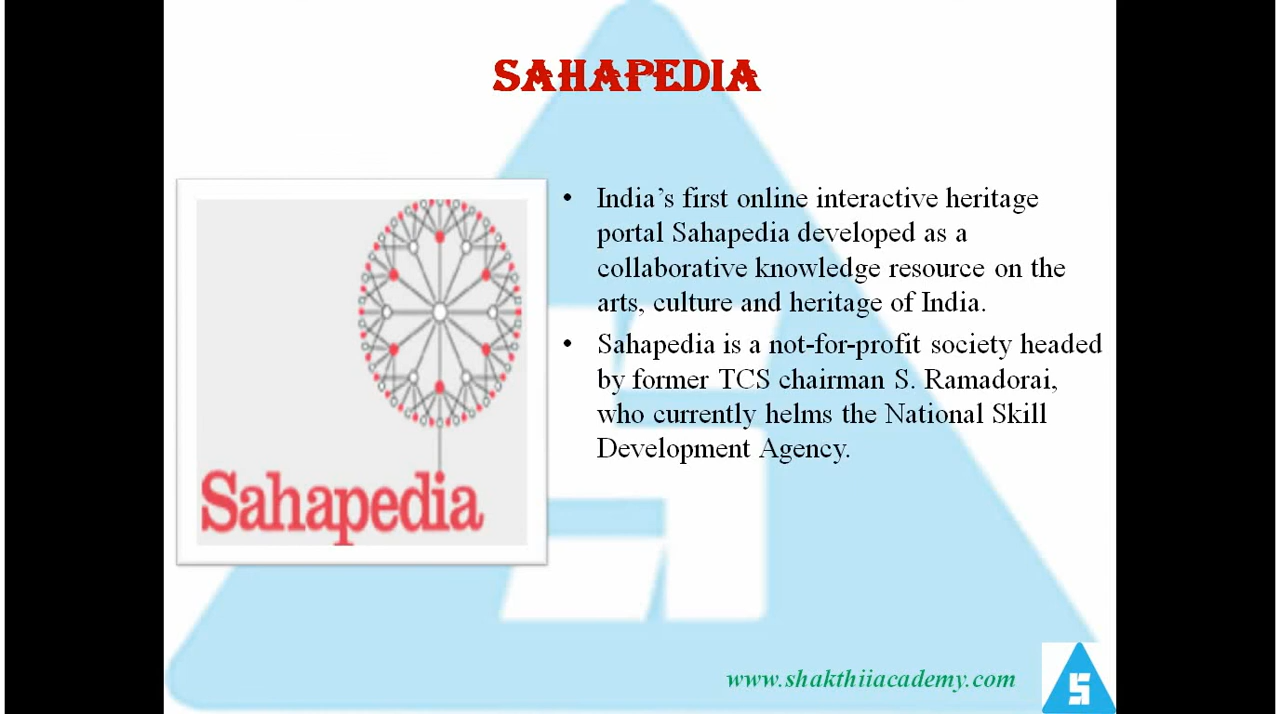 SAHAPEDIA
• India's first online interactive heritage
portal Sahapedia developed as a
collaborative knowledge resource on the
arts, culture and heritage of India.
• Sahapedia is a not-for-profit society headed
by former TCS chairman S. Ramadorai,
who currently helms the National Skill
Development Agency.
Sahapedia
www.shakthiiacademy.com
S